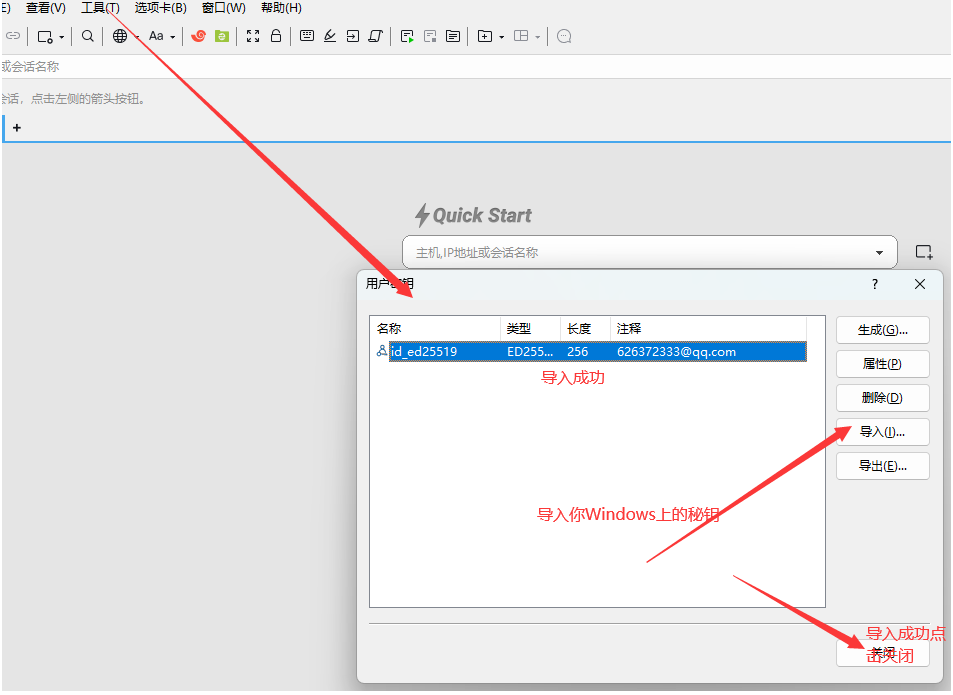 E) 查看(V) 工具(T) 选项卡(B) 窗口(W) 帮助(H)
Aa
或会话名称
会话，点击左侧的箭头按钮。
+
Quick Start
主机,IP地址或会话名称
用户密钥
? ×
名称 类型 长度 注释
id_ed25519 ED255... 256 626372333@qq.com
导入成功
生成(G)...
属性(P)
删除(D)
导入(I)...
导出(E)...
导入你Windows上的秘钥
导入成功点
击关闭
关闭